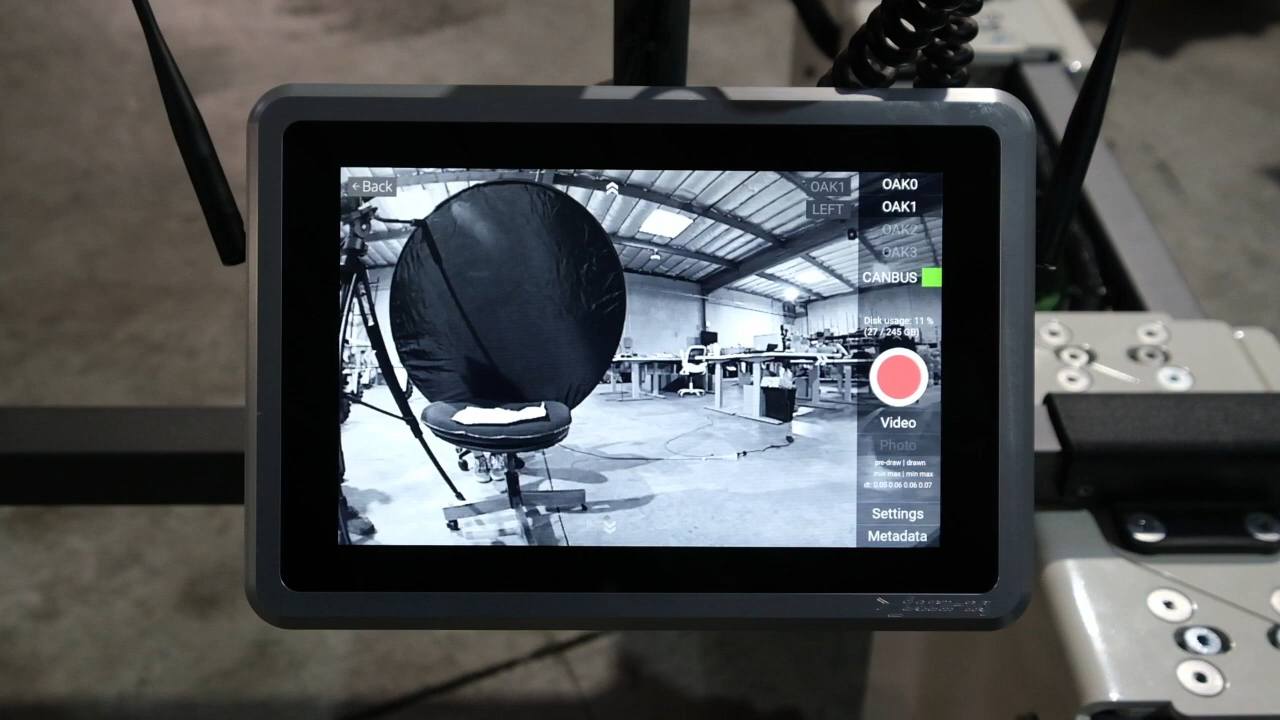 ←Back
OAK1
LEFT
OAK0
OAK1
OAK2
OAK3
CANBUS
Disk usage: 11 %
(27 / 245 GB)
Video
Photo
pre-draw | drawn
min max | min max
dt: 0.05 0.06 0.06 0.07
Settings
Metadata